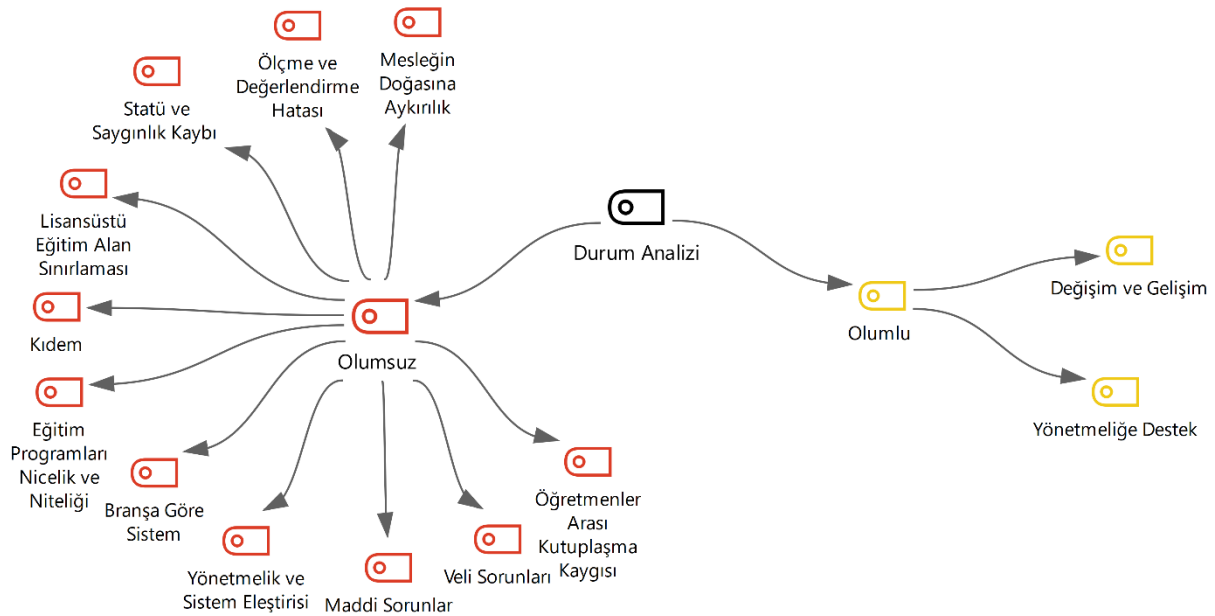 Ölçme ve
Değerlendirme
Hatası
Mesleğin
Doğasına
Aykırılık
Statü ve
Saygınlık Kaybı
Lisansüstü
Eğitim Alan
Sınırlaması
Durum Analizi
Değişim ve Gelişim
Olumlu
Kıdem
Olumsuz
Yönetmeliğe Destek
Eğitim
Programları
Nicelik ve
Niteliği
Branşa Göre
Sistem
Öğretmenler
Arası
Kutuplaşma
Kaygısı
Yönetmelik ve
Sistem Eleştirisi
Maddi Sorunlar
Veli Sorunları